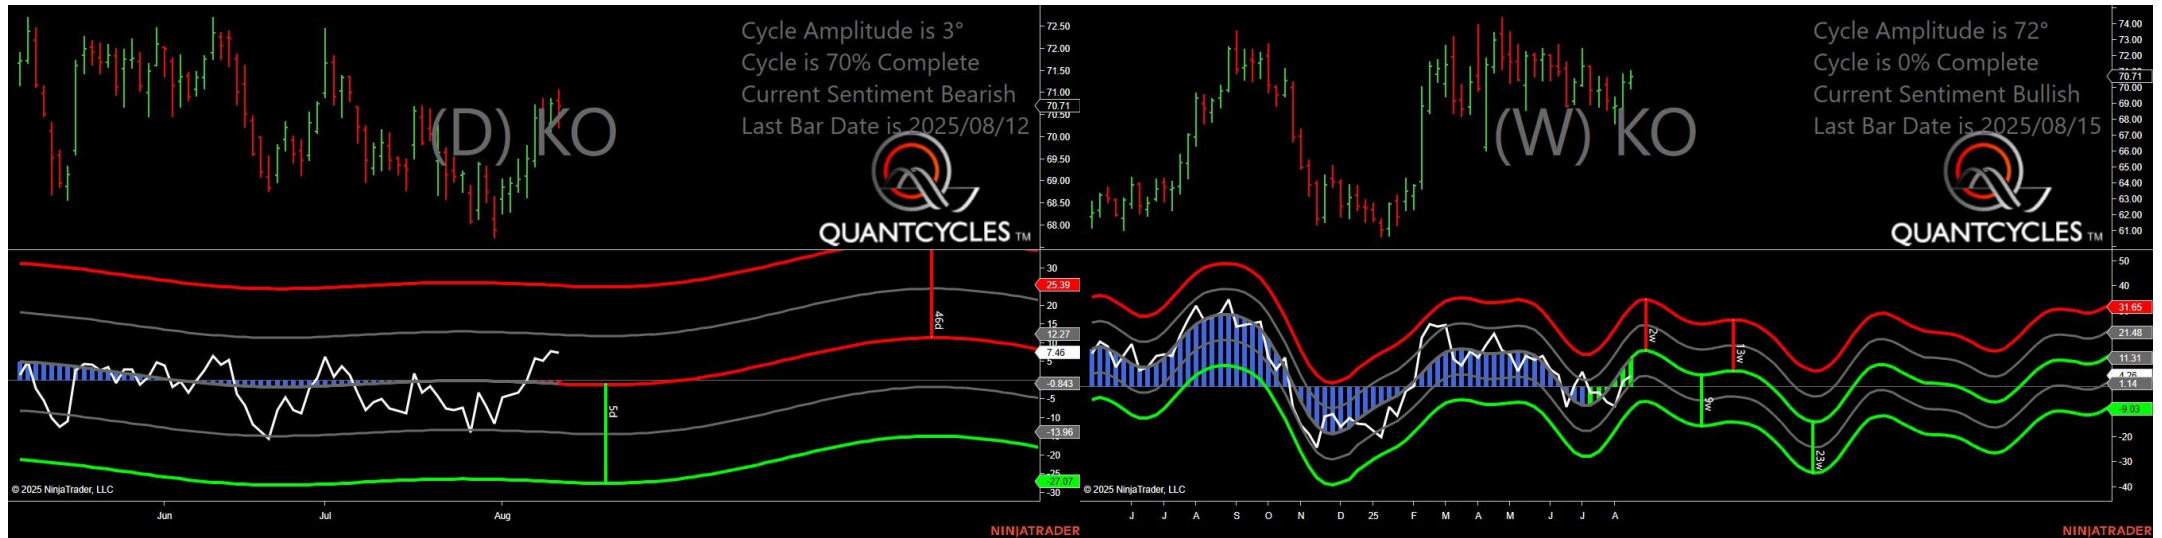 Cycle Amplitude is 3°
Cycle is 70% Complete
Current Sentiment Bearish
Last Bar Date is 2025/08/12
(D) KO
QUANTCYCLES TM
72.50
72.00
71.50
71.00
70.71
70.50
70.00
69.50
69.00
68.50
68.00
30
25.39
20
15
12.27
10
7.46
5
-0.843
-5
-10
-13.96
-20
-25
-27.07
-30
46d
5d
© 2025 NinjaTrader, LLC
Jun
Jul
Aug
NINJATRADER
Cycle Amplitude is 72°
Cycle is 0% Complete
Current Sentiment Bullish
Last Bar Date is 2025/08/15
(W) KO
QUANTCYCLES TM
74.00
73.00
72.00
70.71
70.00
69.00
68.00
67.00
66.00
65.00
64.00
63.00
62.00
61.00
50
40
31.65
21.48
11.31
4.26
1.14
-9.03
-20
-30
-40
2w
13w
9w
23w
© 2025 NinjaTrader, LLC
J
J
A
S
O
N
D
25
F
M
A
M
J
J
A
NINJATRADER